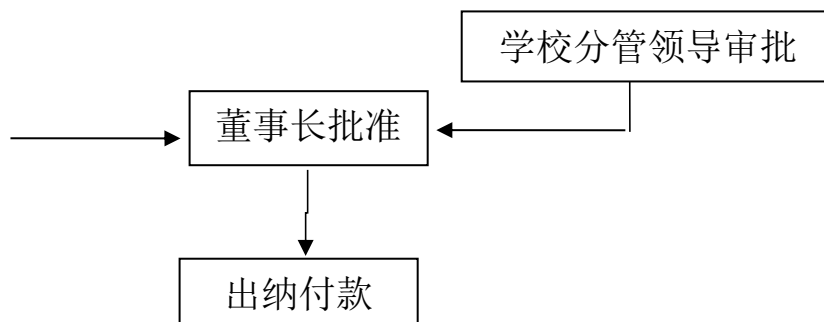 学校分管领导审批
董事长批准
出纳付款